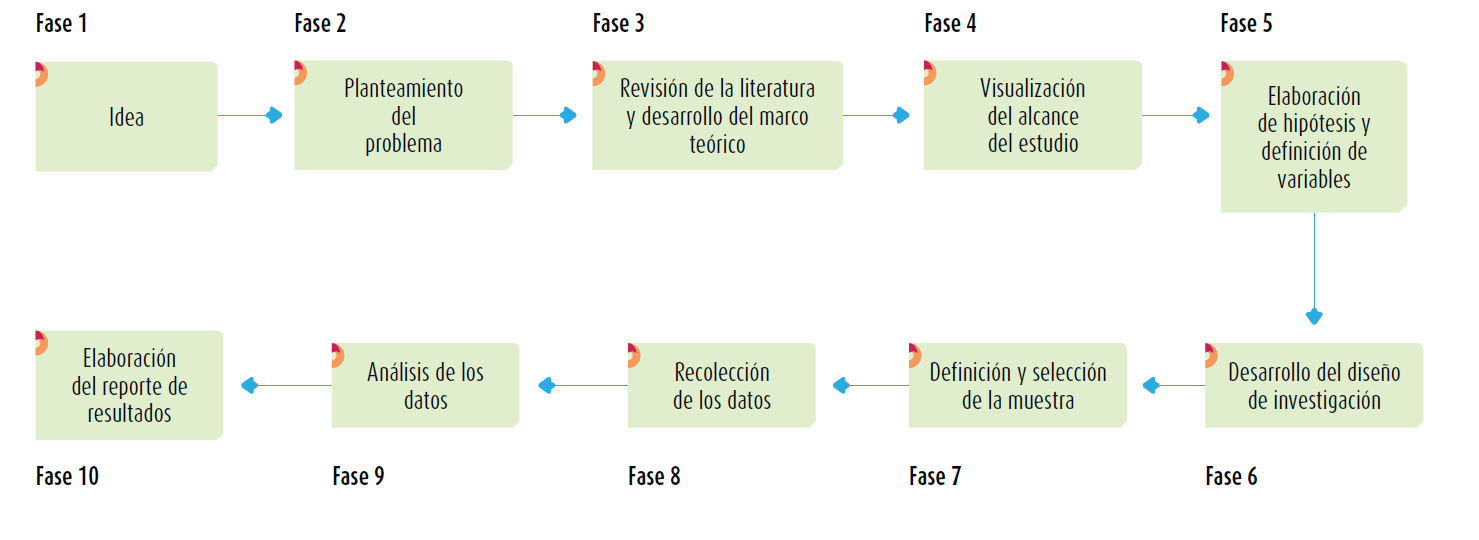 Fase 1
Fase 2
Fase 3
Fase 4
Fase 5
Idea
Planteamiento
del
problema
Revisión de la literatura
y desarrollo del marco
teórico
Visualización
del alcance
del estudio
Elaboración
de hipótesis y
definición de
variables
Elaboración
del reporte de
resultados
Análisis de los
datos
Recolección
de los datos
Definición y selección
de la muestra
Desarrollo del diseño
de investigación
Fase 10
Fase 9
Fase 8
Fase 7
Fase 6